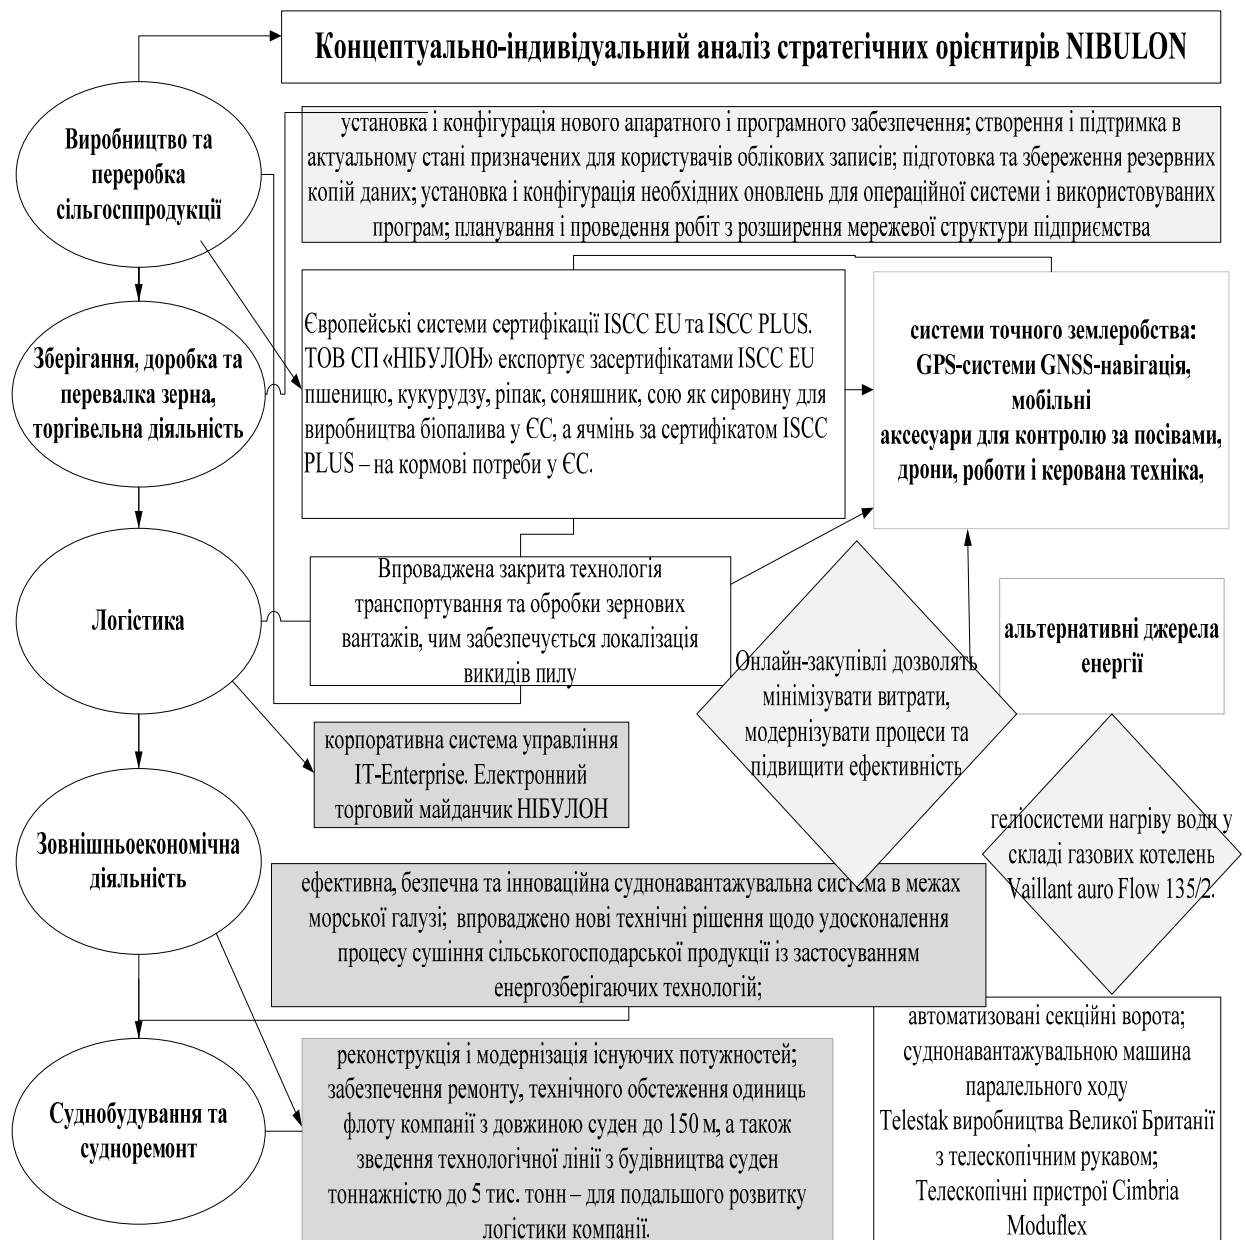 Концептуально-індивідуальний аналіз стратегічних орієнтирів NIBULON
Виробництво та
переробка
сільгосппродукції
установка і конфігурація нового апаратного і програмного забезпечення; створення і підтримка в
актуальному стані призначених для користувачів облікових записів; підготовка та збереження резервних
копій даних; установка і конфігурація необхідних оновлень для операційної системи і використовуваних
програм; планування і проведення робіт з розширення мережевої структури підприємства
Зберігання, доробка та
перевалка зерна,
торгівельна діяльність
Європейські системи сертифікації ISCC EU та ISCC PLUS.
ТОВ СП «НІБУЛОН» експортує засертифікатами ISCC EU
пшеницю, кукурудзу, ріпак, соняшник, сою як сировину для
виробництва біопалива у ЄС, а ячмінь за сертифікатом ISCC
PLUS – на кормові потреби у ЄС.
системи точного землеробства:
GPS-системи GNSS-навігація,
мобільні
аксесуари для контролю за посівами,
дрони, роботи і керована техніка,
Логістика
Впроваджена закрита технологія
транспортування та обробки зернових
вантажів, чим забезпечується локалізація
викидів пилу
Онлайн-закупівлі дозволять
мінімізувати витрати,
модернізувати процеси та
підвищити ефективність
альтернативні джерела
енергії
корпоративна система управління
IT-Enterprise. Електронний
торговий майданчик НІБУЛОН
геліосистеми нагріву води у
складі газових котелень
Vaillant auro Flow 135/2.
Зовнішньоекономічна
діяльність
ефективна, безпечна та інноваційна суднонавантажувальна система в межах
морської галузі;  впроваджено нові технічні рішення щодо удосконалення
процесу сушіння сільськогосподарської продукції із застосуванням
енергозберігаючих технологій;
Суднобудування та
судноремонт
реконструкція і модернізація існуючих потужностей;
забезпечення ремонту, технічного обстеження одиниць
флоту компанії з довжиною суден до 150 м, а також
зведення технологічної лінії з будівництва суден
тоннажністю до 5 тис. тонн – для подальшого розвитку
логістики компанії.
автоматизовані секційні ворота;
суднонавантажувальною машина
паралельного ходу
Telestak виробництва Великої Британії
з телескопічним рукавом;
Телескопічні пристрої Cimbria
Moduflex